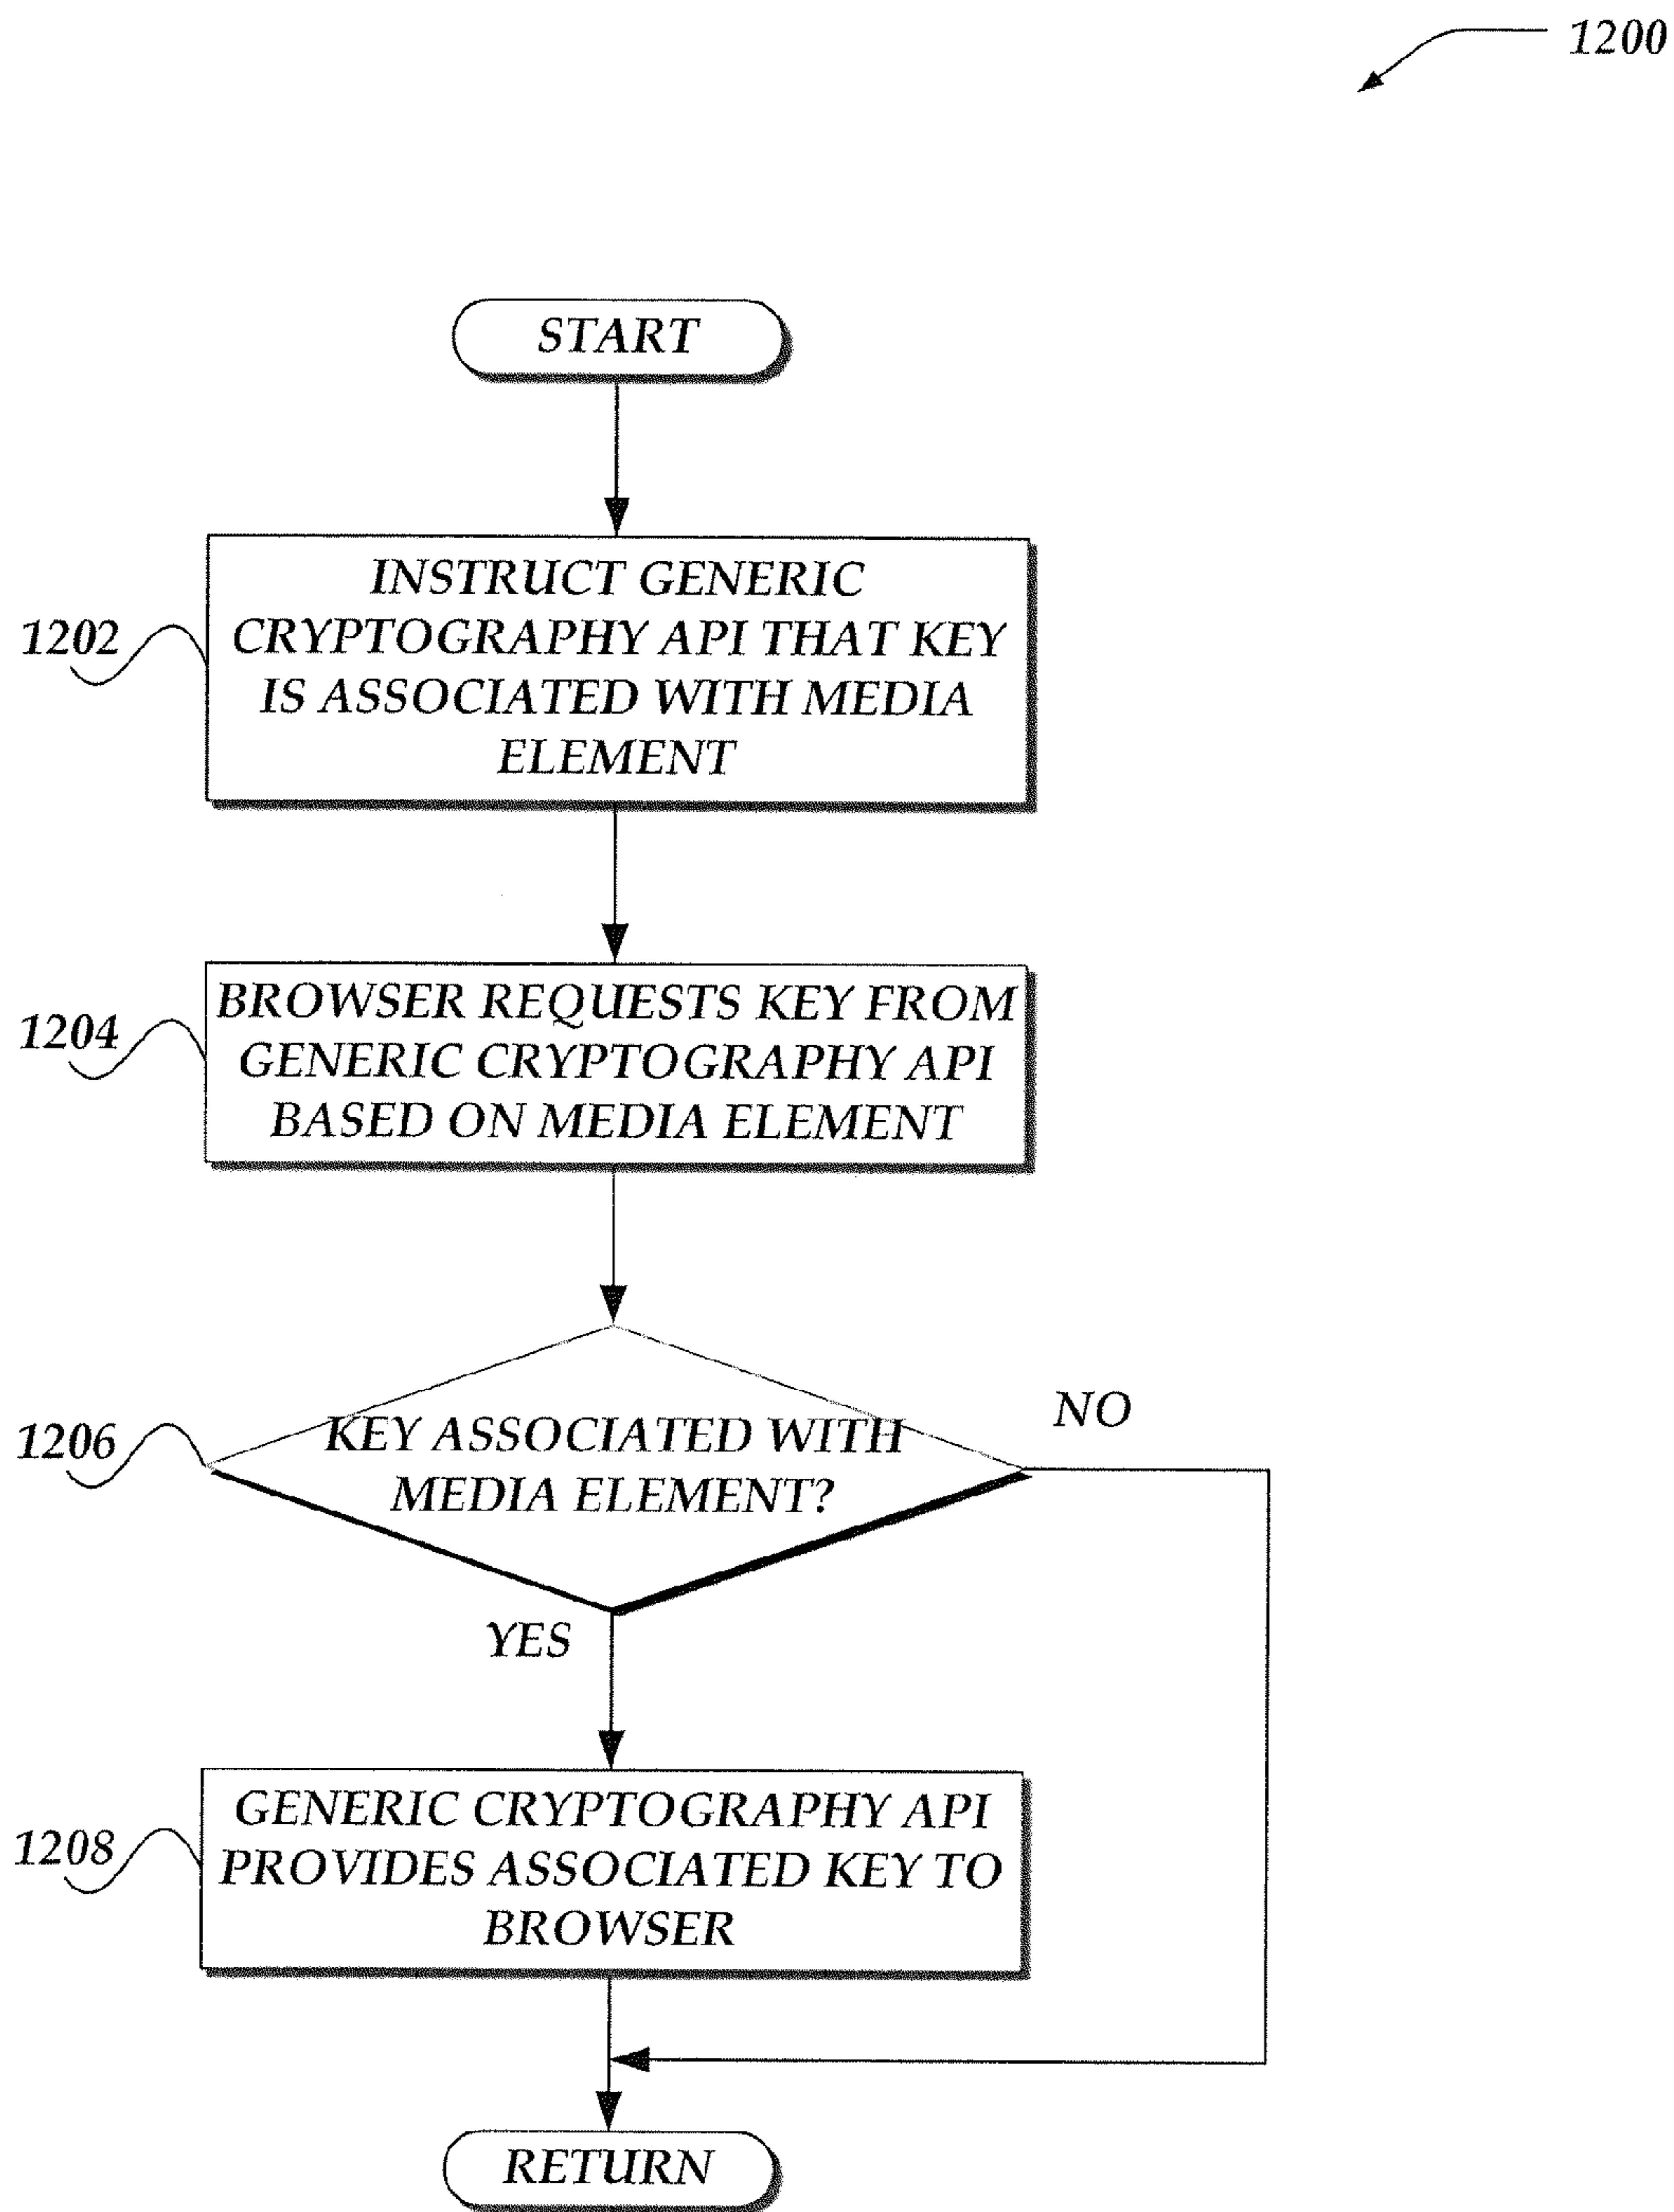 1200
START
1202
INSTRUCT GENERIC
CRYPTOGRAPHY API THAT KEY
IS ASSOCIATED WITH MEDIA
ELEMENT
1204
BROWSER REQUESTS KEY FROM
GENERIC CRYPTOGRAPHY API
BASED ON MEDIA ELEMENT
1206
KEY ASSOCIATED WITH
MEDIA ELEMENT?
NO
YES
1208
GENERIC CRYPTOGRAPHY API
PROVIDES ASSOCIATED KEY TO
BROWSER
RETURN